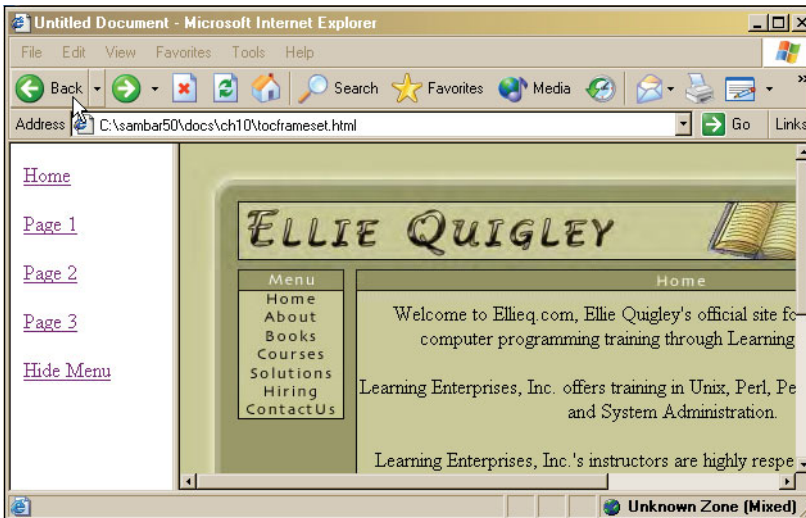 Untitled Document - Microsoft Internet Explorer
File Edit View Favorites Tools Help
Back Search Favorites Media »
Address C:\sambar50\docs\ch10\tocframeset.html Go Links
Home
Page 1
Page 2
Page 3
Hide Menu
ELLIE QUIGLEY
Menu
Home
About
Books
Courses
Solutions
Hiring
ContactUs
Home
Welcome to Ellieq.com, Ellie Quigley's official site fo
computer programming training through Learning
Learning Enterprises, Inc. offers training in Unix, Perl, Pe
and System Administration.
Learning Enterprises, Inc.'s instructors are highly respe
Unknown Zone (Mixed)